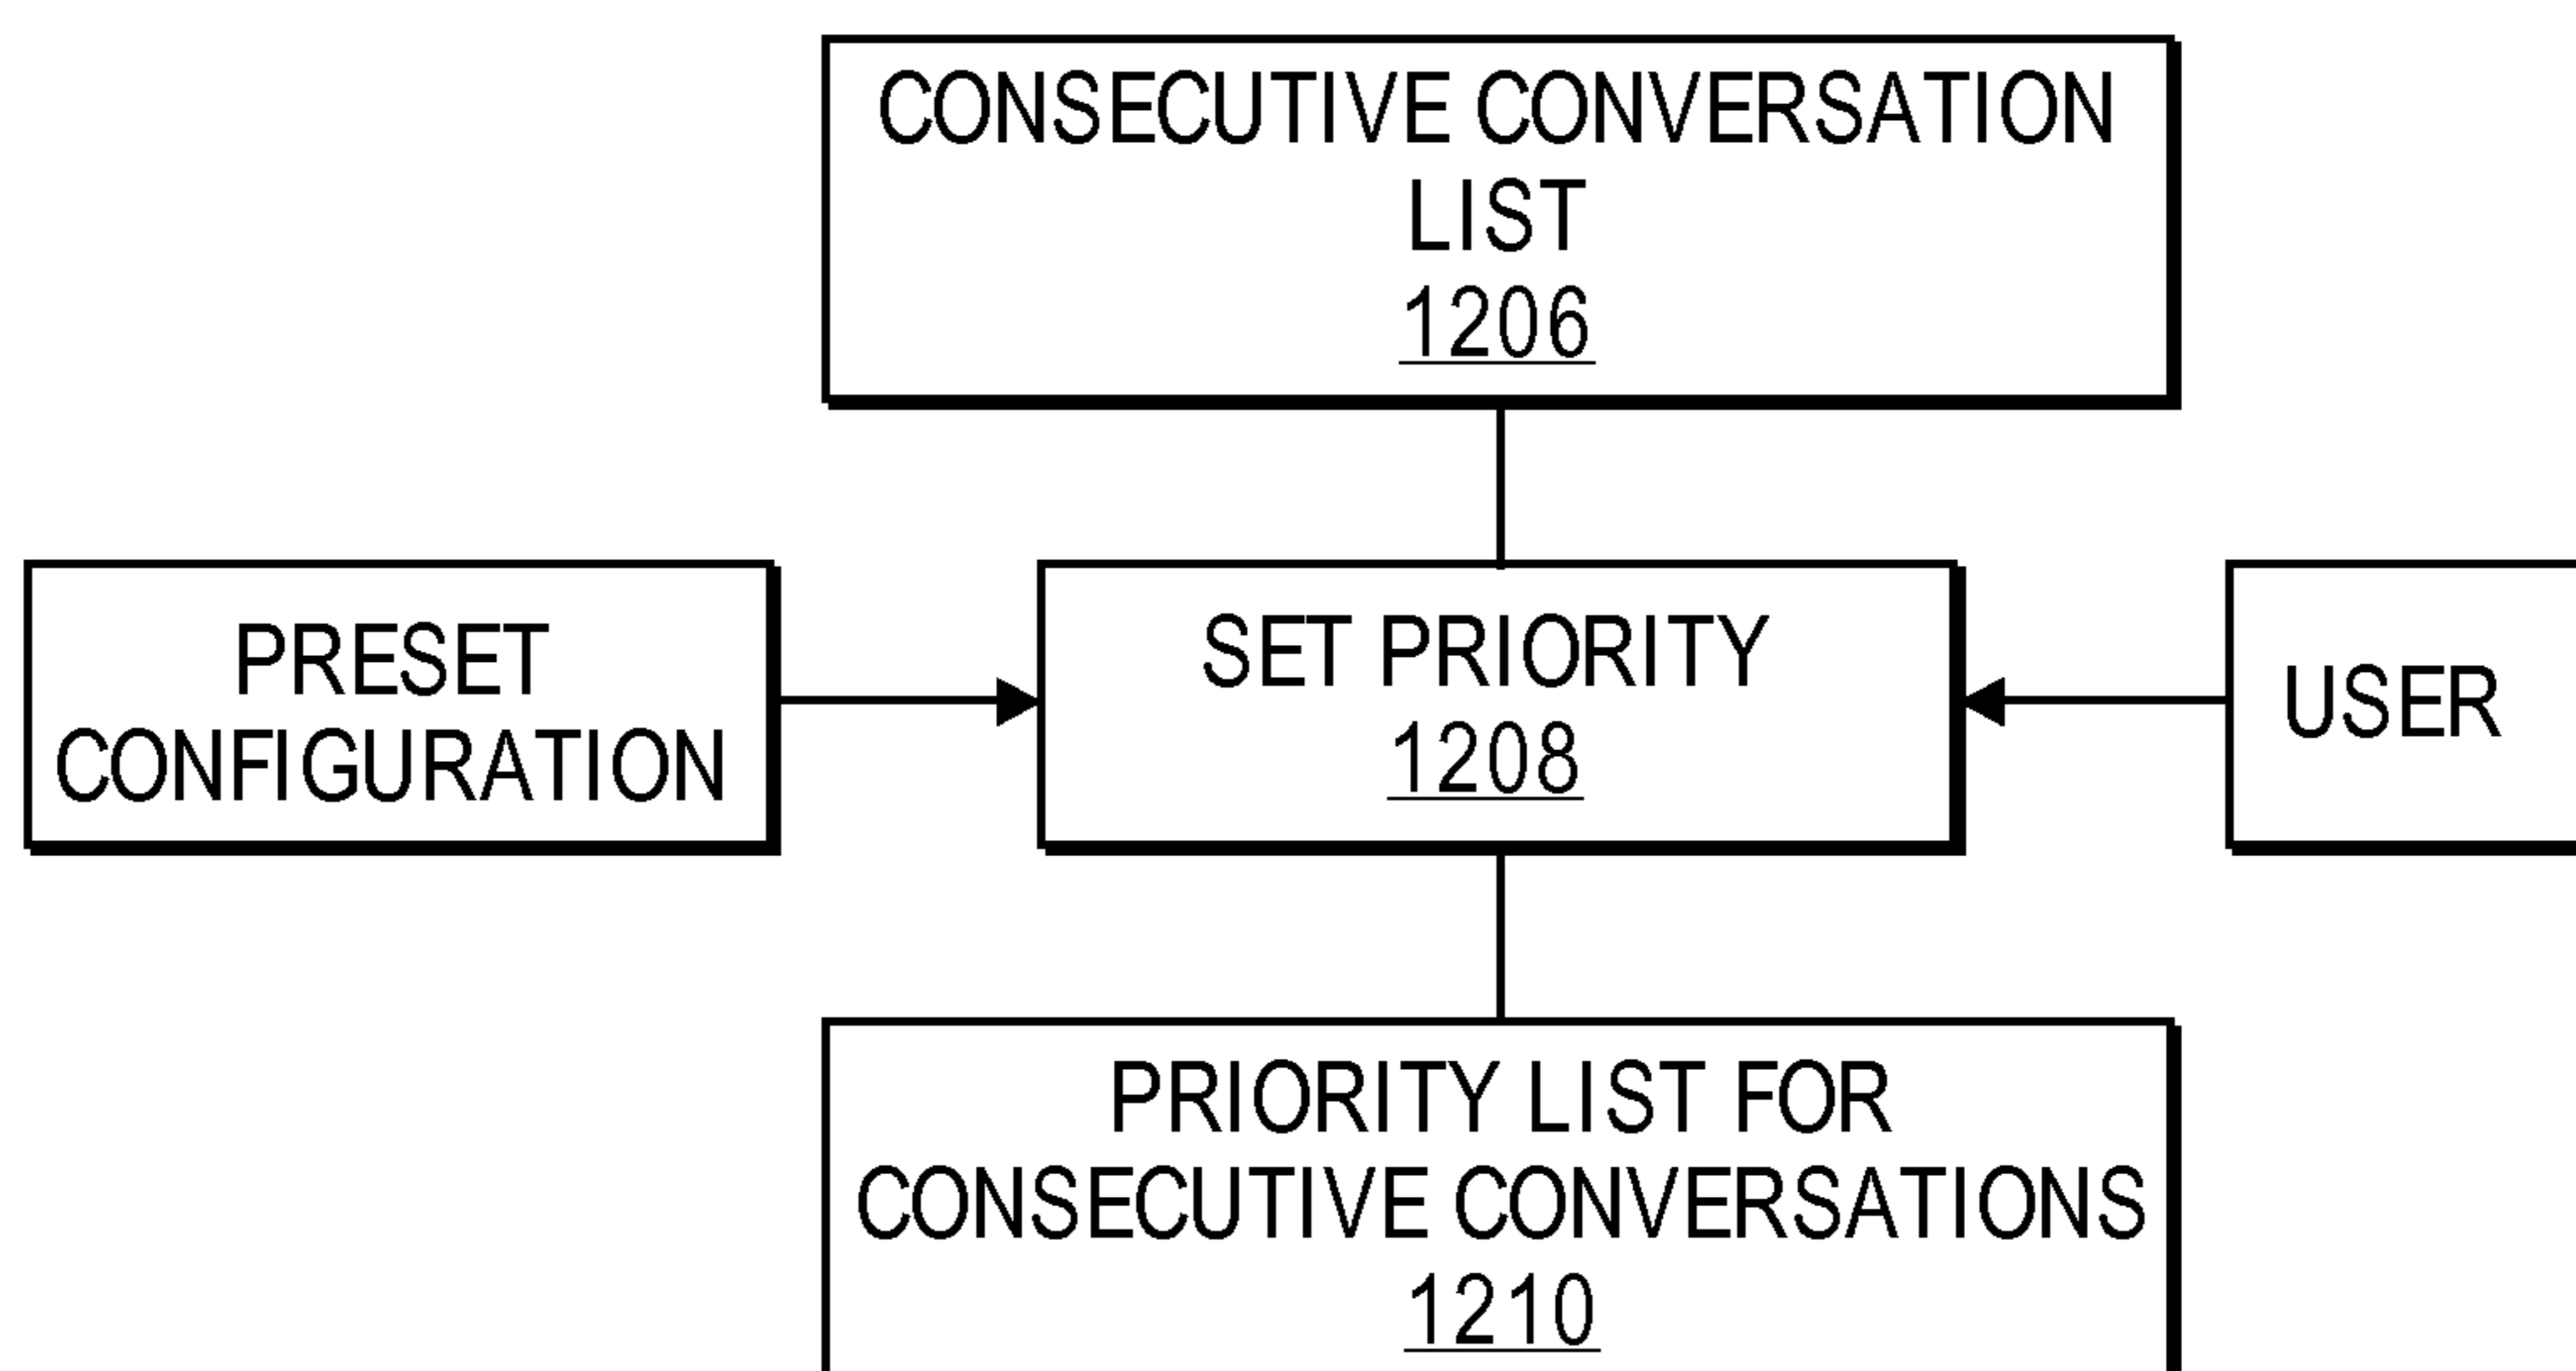 CONSECUTIVE CONVERSATION
LIST
1206
PRESET
CONFIGURATION
SET PRIORITY
1208
USER
PRIORITY LIST FOR
CONSECUTIVE CONVERSATIONS
1210